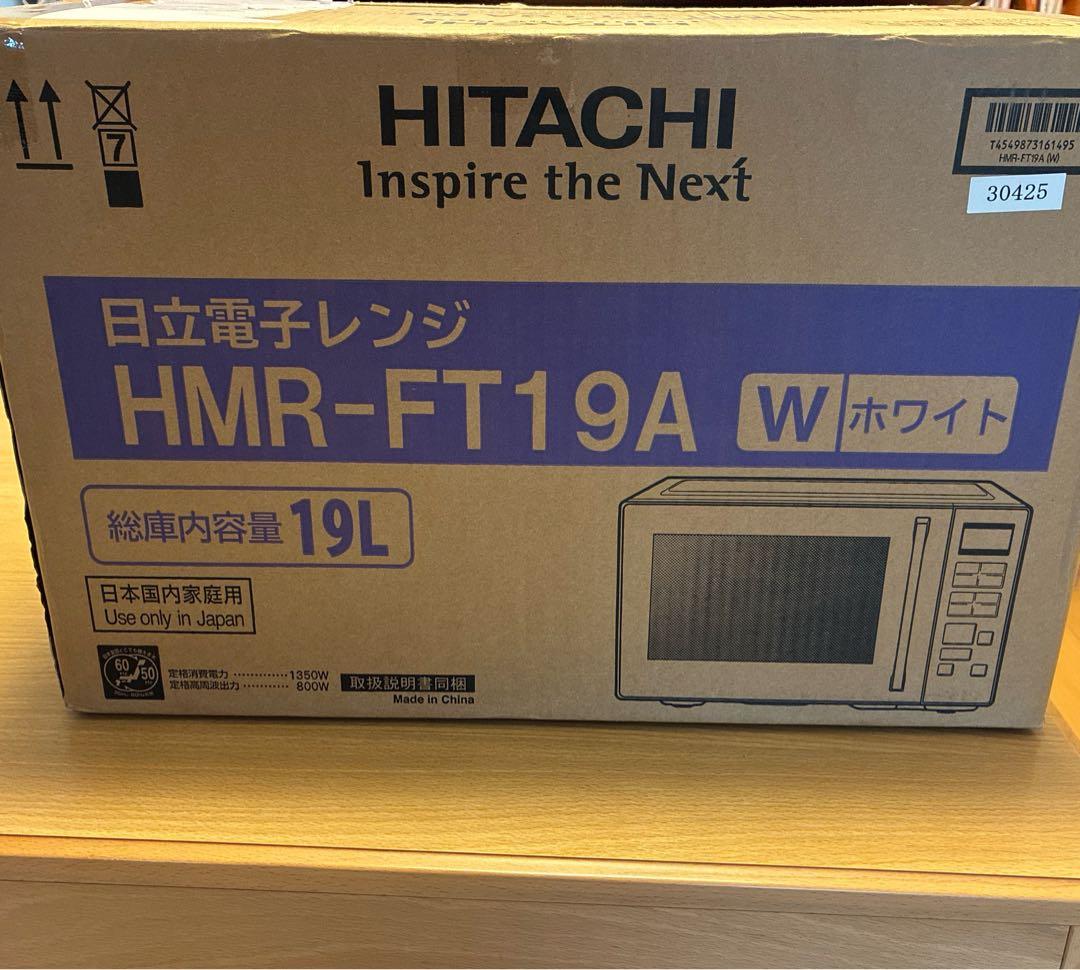 HITACHI
Inspire the Next
7
T4549873161495
HMR-FT19A (W)
30425
日立電子レンジ
HMR-FT19A W ホワイト
総庫内容量 19L
日本国内家庭用
Use only in Japan
60
50
定格消費電力 ············· 1350W
定格高周波出力 ·········· 800W
取扱説明書同梱
Made in China